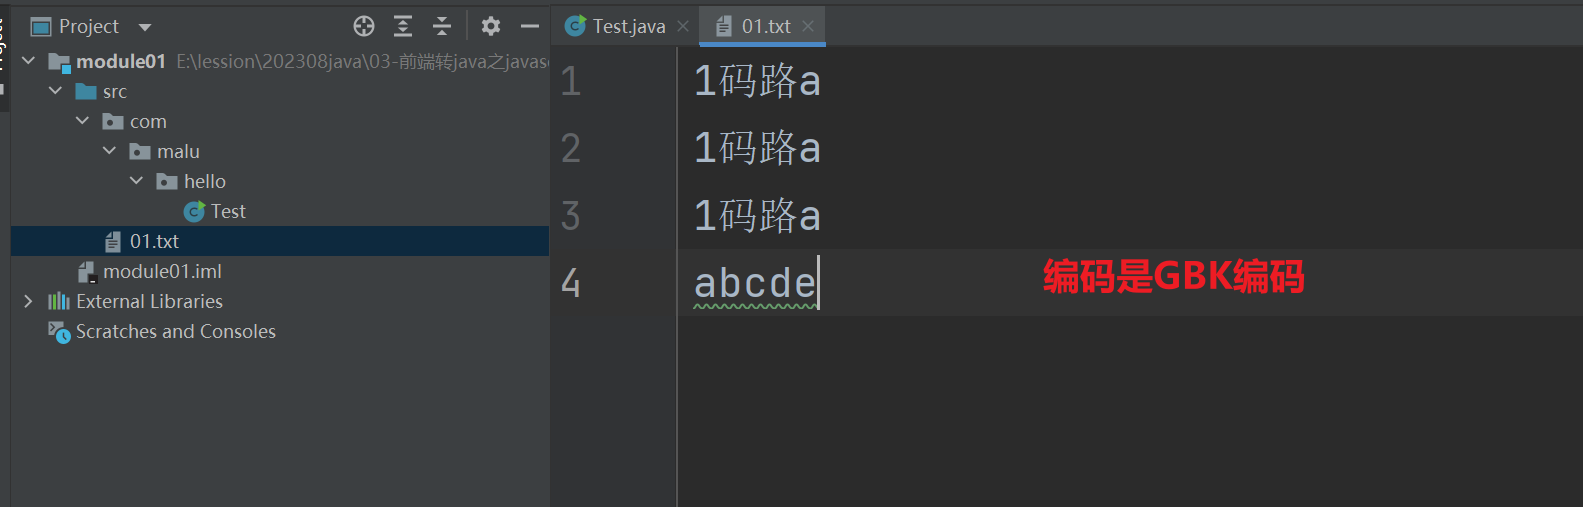 Project
Test.java
01.txt
module01 E:\lession\202308java\03-前端转java之javase
src
com
malu
hello
Test
01.txt
module01.iml
External Libraries
Scratches and Consoles
1 1码路a
2 1码路a
3 1码路a
4 abcde
编码是GBK编码